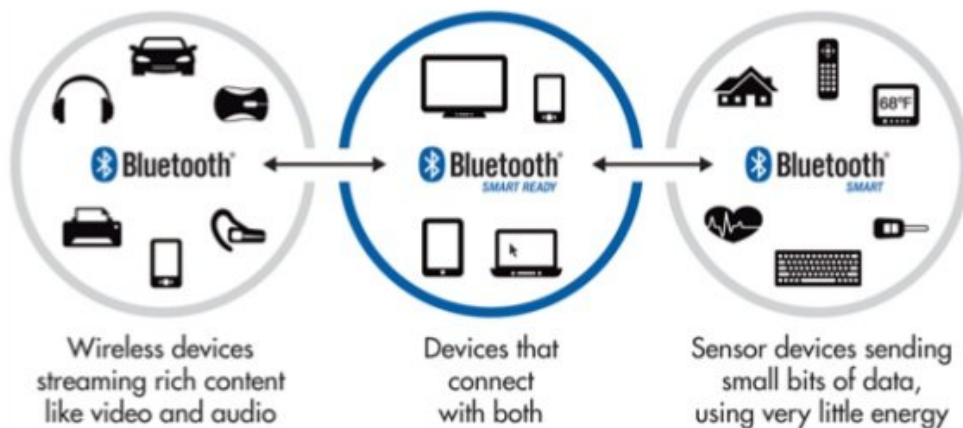 68°F
Bluetooth®
Bluetooth®
SMART READY
Bluetooth®
SMART
Wireless devices
streaming rich content
like video and audio
Devices that
connect
with both
Sensor devices sending
small bits of data,
using very little energy